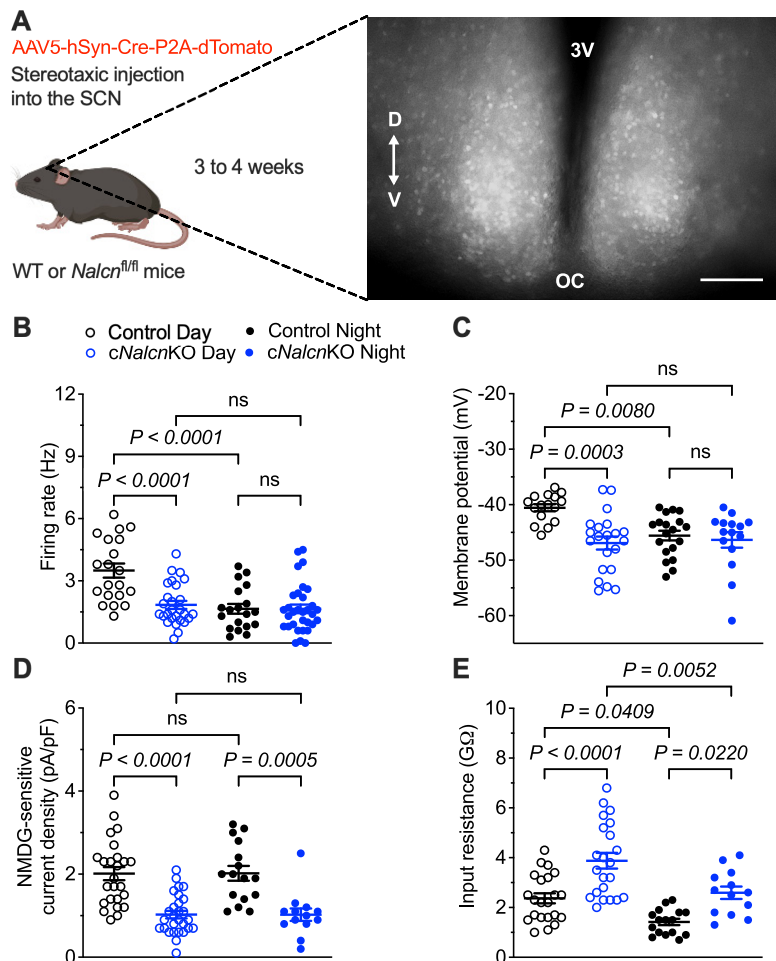 A
AAV5-hSyn-Cre-P2A-dTomato
Stereotaxic injection
into the SCN
3 to 4 weeks
WT or Nalcnfl/fl mice
3V
D
V
OC
B
Control Day
Control Night
cNalcnKO Day
cNalcnKO Night
Firing rate (Hz)
12
9
6
3
0
ns
P < 0.0001
P < 0.0001
ns
C
Membrane potential (mV)
-20
-30
-40
-50
-60
ns
P = 0.0080
P = 0.0003
ns
D
NMDG-sensitive
current density (pA/pF)
6
4
2
0
ns
ns
P < 0.0001
P = 0.0005
E
Input resistance (GΩ)
10
8
6
4
2
0
P = 0.0052
P = 0.0409
P < 0.0001
P = 0.0220